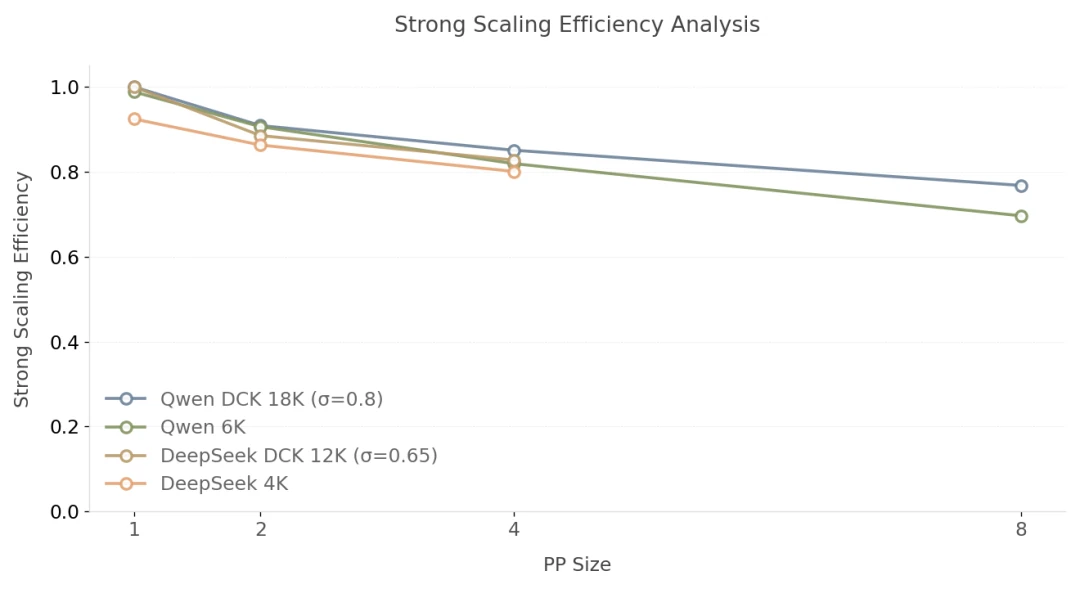 Strong Scaling Efficiency Analysis
Strong Scaling Efficiency
1.0
0.8
0.6
0.4
0.2
0.0
Qwen DCK 18K (σ=0.8)
Qwen 6K
DeepSeek DCK 12K (σ=0.65)
DeepSeek 4K
1 2 4 8
PP Size